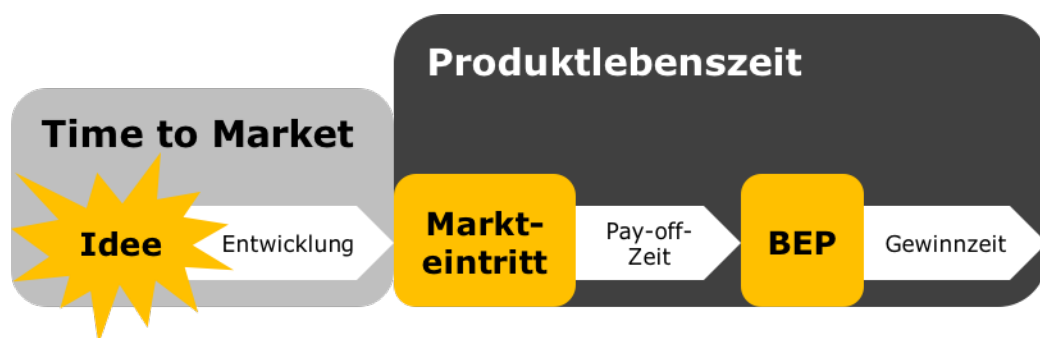 Produktlebenszeit
Time to Market
Idee
Entwicklung
Markt-
eintritt
Pay-off-
Zeit
BEP
Gewinnzeit